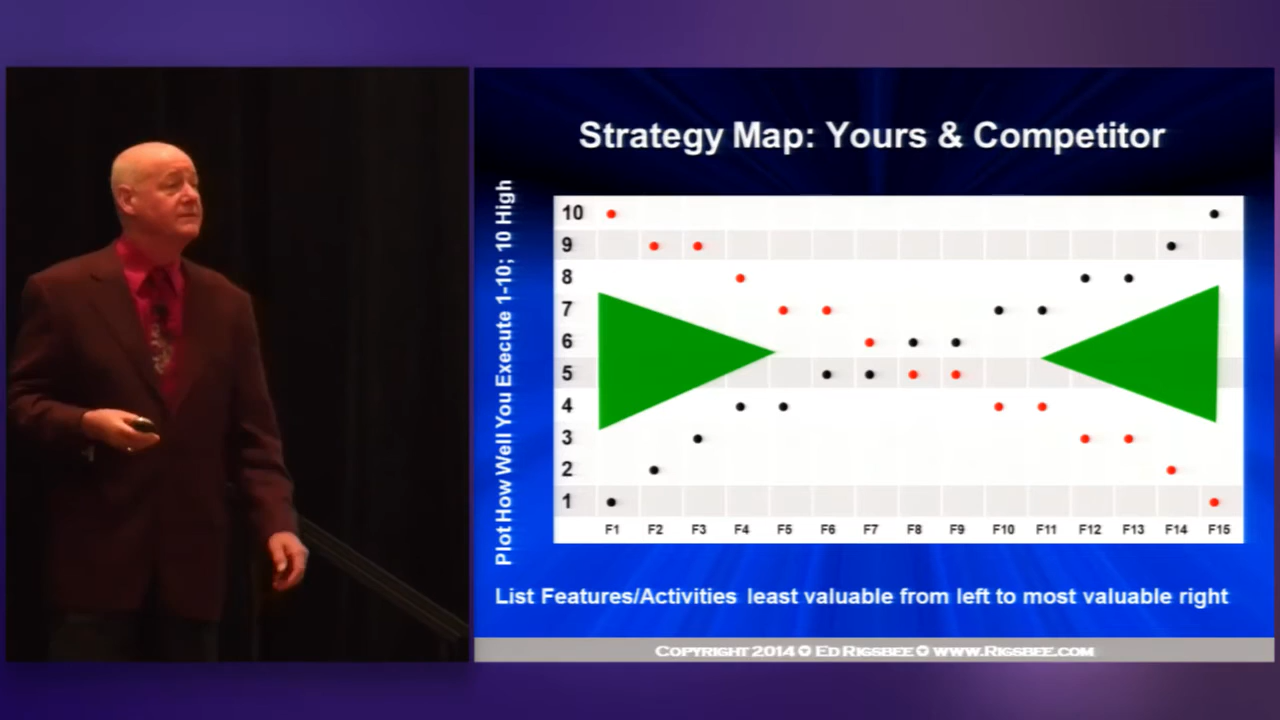 Strategy Map: Yours & Competitor
Plot How Well You Execute 1-10; 10 High
10
9
8
7
6
5
4
3
2
1
F1 F2 F3 F4 F5 F6 F7 F8 F9 F10 F11 F12 F13 F14 F15
List Features/Activities least valuable from left to most valuable right
COPYRIGHT 2014 © ED RIGSBEE © WWW.RIGSBEE.COM